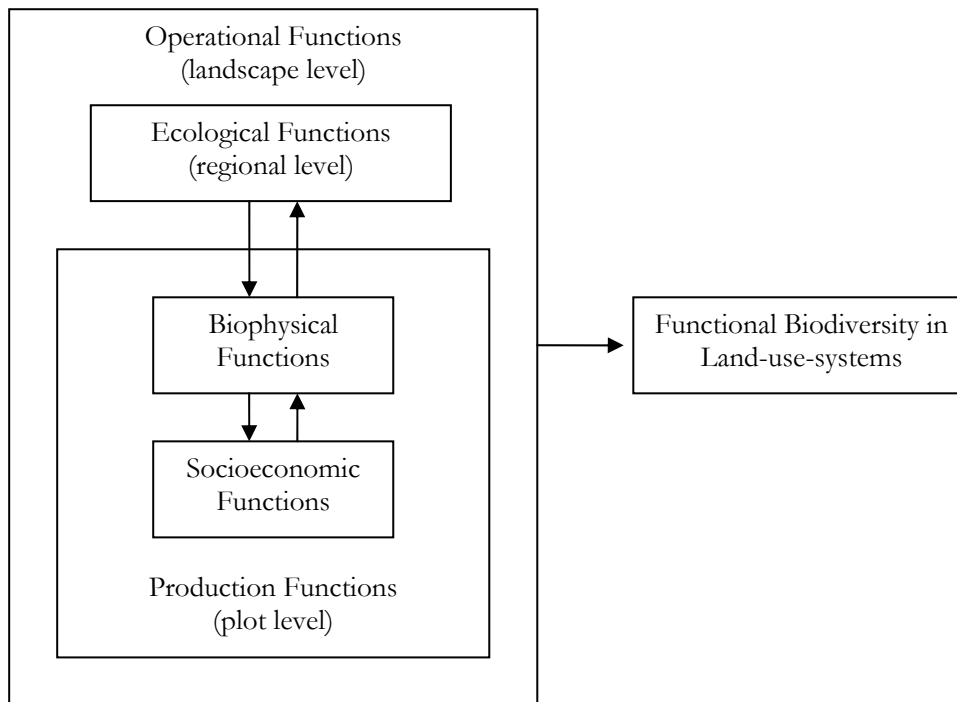 Operational Functions
(landscape level)
Ecological Functions
(regional level)
Biophysical
Functions
Socioeconomic
Functions
Production Functions
(plot level)
Functional Biodiversity in
Land-use-systems